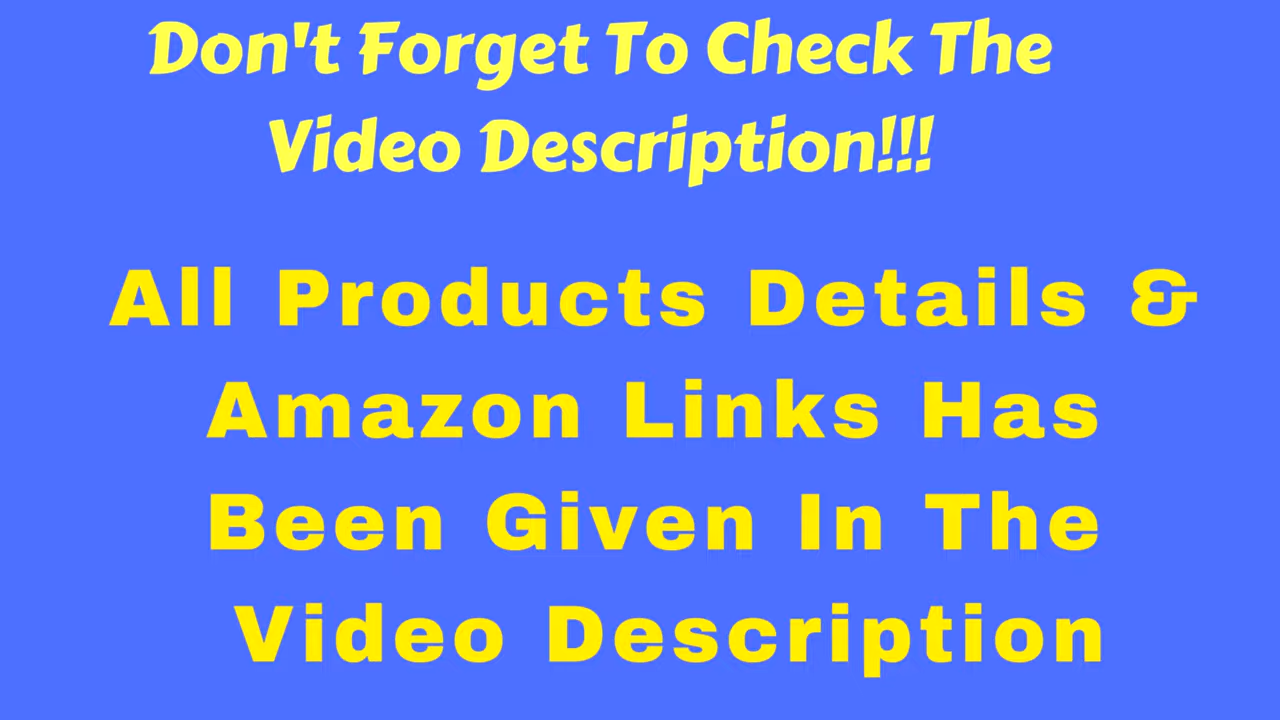 Don't Forget To Check The
Video Description!!!
All Products Details &
Amazon Links Has
Been Given In The
Video Description